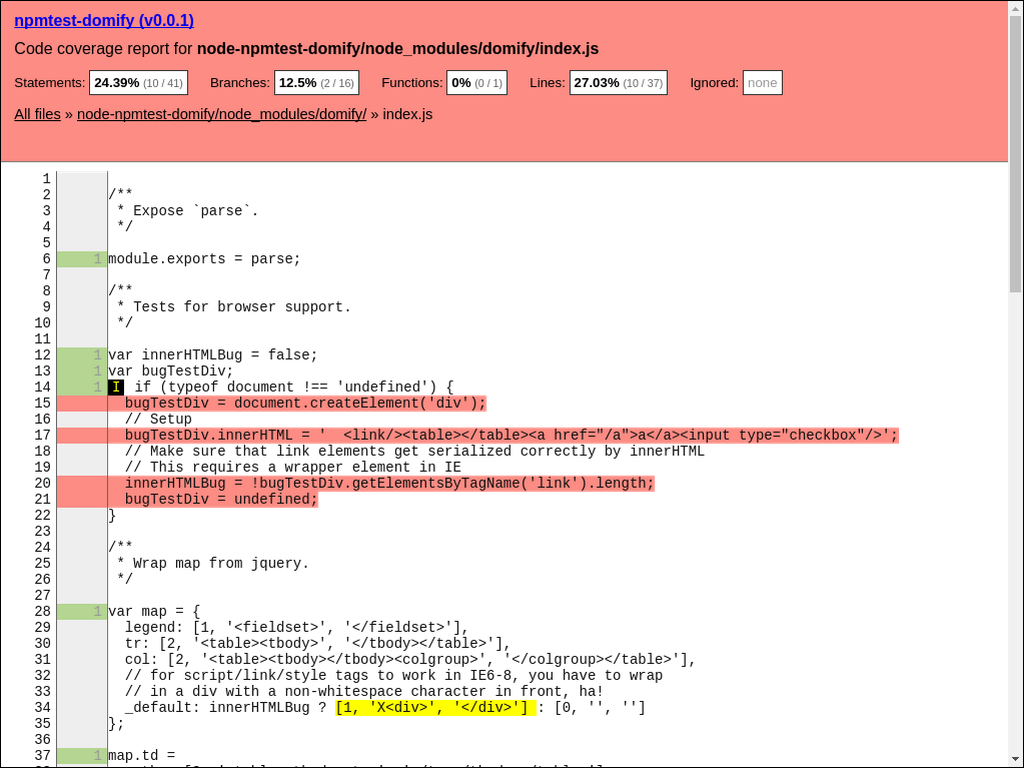 npmtest-domify (v0.0.1)
Code coverage report for node-npmtest-domify/node_modules/domify/index.js
Statements: 24.39% (10 / 41) Branches: 12.5% (2 / 16) Functions: 0% (0 / 1) Lines: 27.03% (10 / 37) Ignored: none
All files » node-npmtest-domify/node_modules/domify/ » index.js
1
2 /**
3  * Expose `parse`.
4  */
5
6 1 module.exports = parse;
7
8 /**
9  * Tests for browser support.
10  */
11
12 1 var innerHTMLBug = false;
13 1 var bugTestDiv;
14 1 I if (typeof document !== 'undefined') {
15   bugTestDiv = document.createElement('div');
16   // Setup
17   bugTestDiv.innerHTML = '  <link/><table></table><a href="/a">a</a><input type="checkbox"/>';
18   // Make sure that link elements get serialized correctly by innerHTML
19   // This requires a wrapper element in IE
20   innerHTMLBug = !bugTestDiv.getElementsByTagName('link').length;
21   bugTestDiv = undefined;
22 }
23
24 /**
25  * Wrap map from jquery.
26  */
27
28 1 var map = {
29   legend: [1, '<fieldset>', '</fieldset>'],
30   tr: [2, '<table><tbody>', '</tbody></table>'],
31   col: [2, '<table><tbody></tbody><colgroup>', '</colgroup></table>'],
32   // for script/link/style tags to work in IE6-8, you have to wrap
33   // in a div with a non-whitespace character in front, ha!
34   _default: innerHTMLBug ? [1, 'X<div>', '</div>'] : [0, '', '']
35 };
36
37 1 map.td =